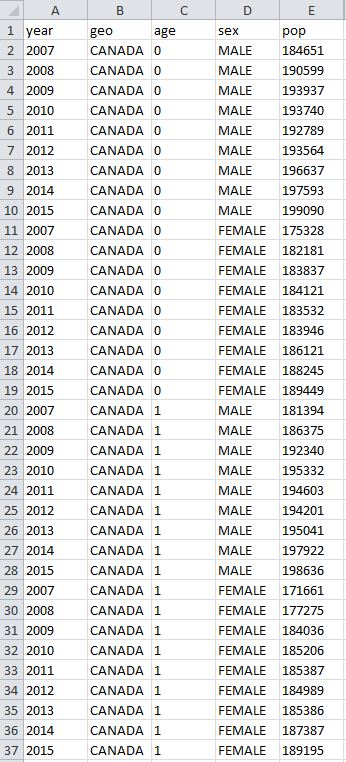 A B C D E
1 year geo age sex pop
2 2007 CANADA 0 MALE 184651
3 2008 CANADA 0 MALE 190599
4 2009 CANADA 0 MALE 193937
5 2010 CANADA 0 MALE 193740
6 2011 CANADA 0 MALE 192789
7 2012 CANADA 0 MALE 193564
8 2013 CANADA 0 MALE 196637
9 2014 CANADA 0 MALE 197593
10 2015 CANADA 0 MALE 199090
11 2007 CANADA 0 FEMALE 175328
12 2008 CANADA 0 FEMALE 182181
13 2009 CANADA 0 FEMALE 183837
14 2010 CANADA 0 FEMALE 184121
15 2011 CANADA 0 FEMALE 183532
16 2012 CANADA 0 FEMALE 183946
17 2013 CANADA 0 FEMALE 186121
18 2014 CANADA 0 FEMALE 188245
19 2015 CANADA 0 FEMALE 189449
20 2007 CANADA 1 MALE 181394
21 2008 CANADA 1 MALE 186375
22 2009 CANADA 1 MALE 192340
23 2010 CANADA 1 MALE 195332
24 2011 CANADA 1 MALE 194603
25 2012 CANADA 1 MALE 194201
26 2013 CANADA 1 MALE 195041
27 2014 CANADA 1 MALE 197922
28 2015 CANADA 1 MALE 198636
29 2007 CANADA 1 FEMALE 171661
30 2008 CANADA 1 FEMALE 177275
31 2009 CANADA 1 FEMALE 184036
32 2010 CANADA 1 FEMALE 185206
33 2011 CANADA 1 FEMALE 185387
34 2012 CANADA 1 FEMALE 184989
35 2013 CANADA 1 FEMALE 185386
36 2014 CANADA 1 FEMALE 187387
37 2015 CANADA 1 FEMALE 189195